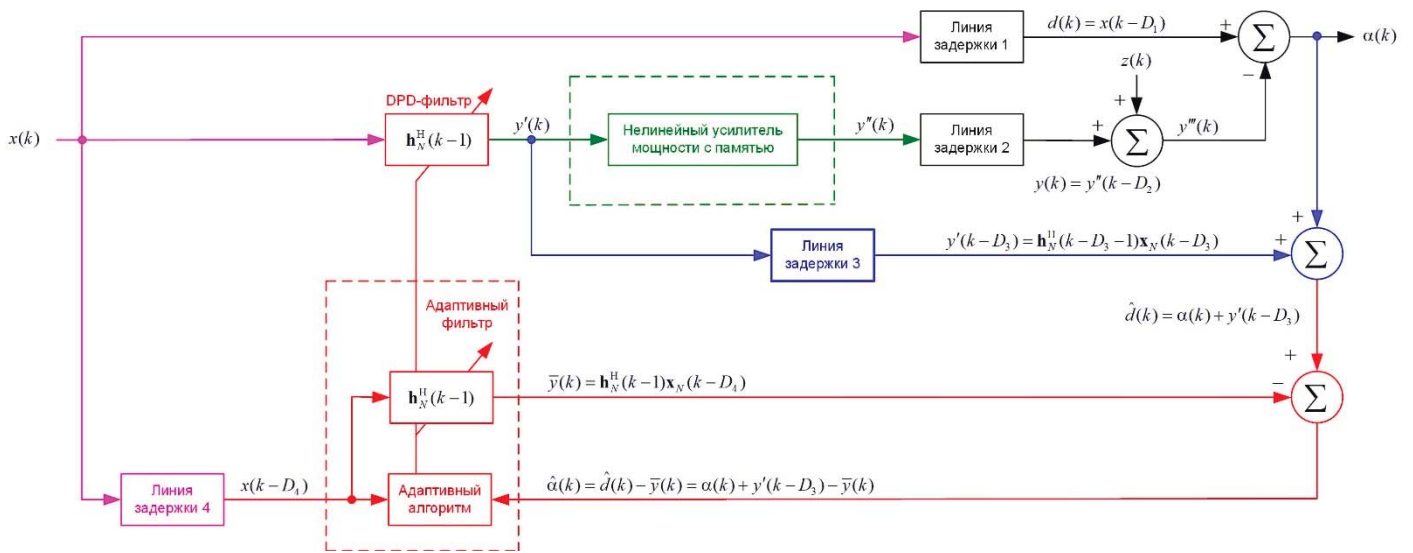 Линия
задержки 1
d(k) = x(k−D₁)
+
∑
−
α(k)
z(k)
+
DPD-фильтр
x(k)
h_N^H(k−1)
y′(k)
Нелинейный усилитель
мощности с памятью
y″(k)
Линия
задержки 2
+
∑
y‴(k)
y(k) = y″(k−D₂)
+
Линия
задержки 3
y′(k−D₃) = h_N^H(k−D₃−1)x_N(k−D₃)
+
∑
Адаптивный
фильтр
d̂(k) = α(k) + y′(k−D₃)
+
h_N^H(k−1)
ȳ(k) = h_N^H(k−1)x_N(k−D₄)
−
∑
Линия
задержки 4
x(k−D₄)
Адаптивный
алгоритм
α̂(k) = d̂(k) − ȳ(k) = α(k) + y′(k−D₃) − ȳ(k)